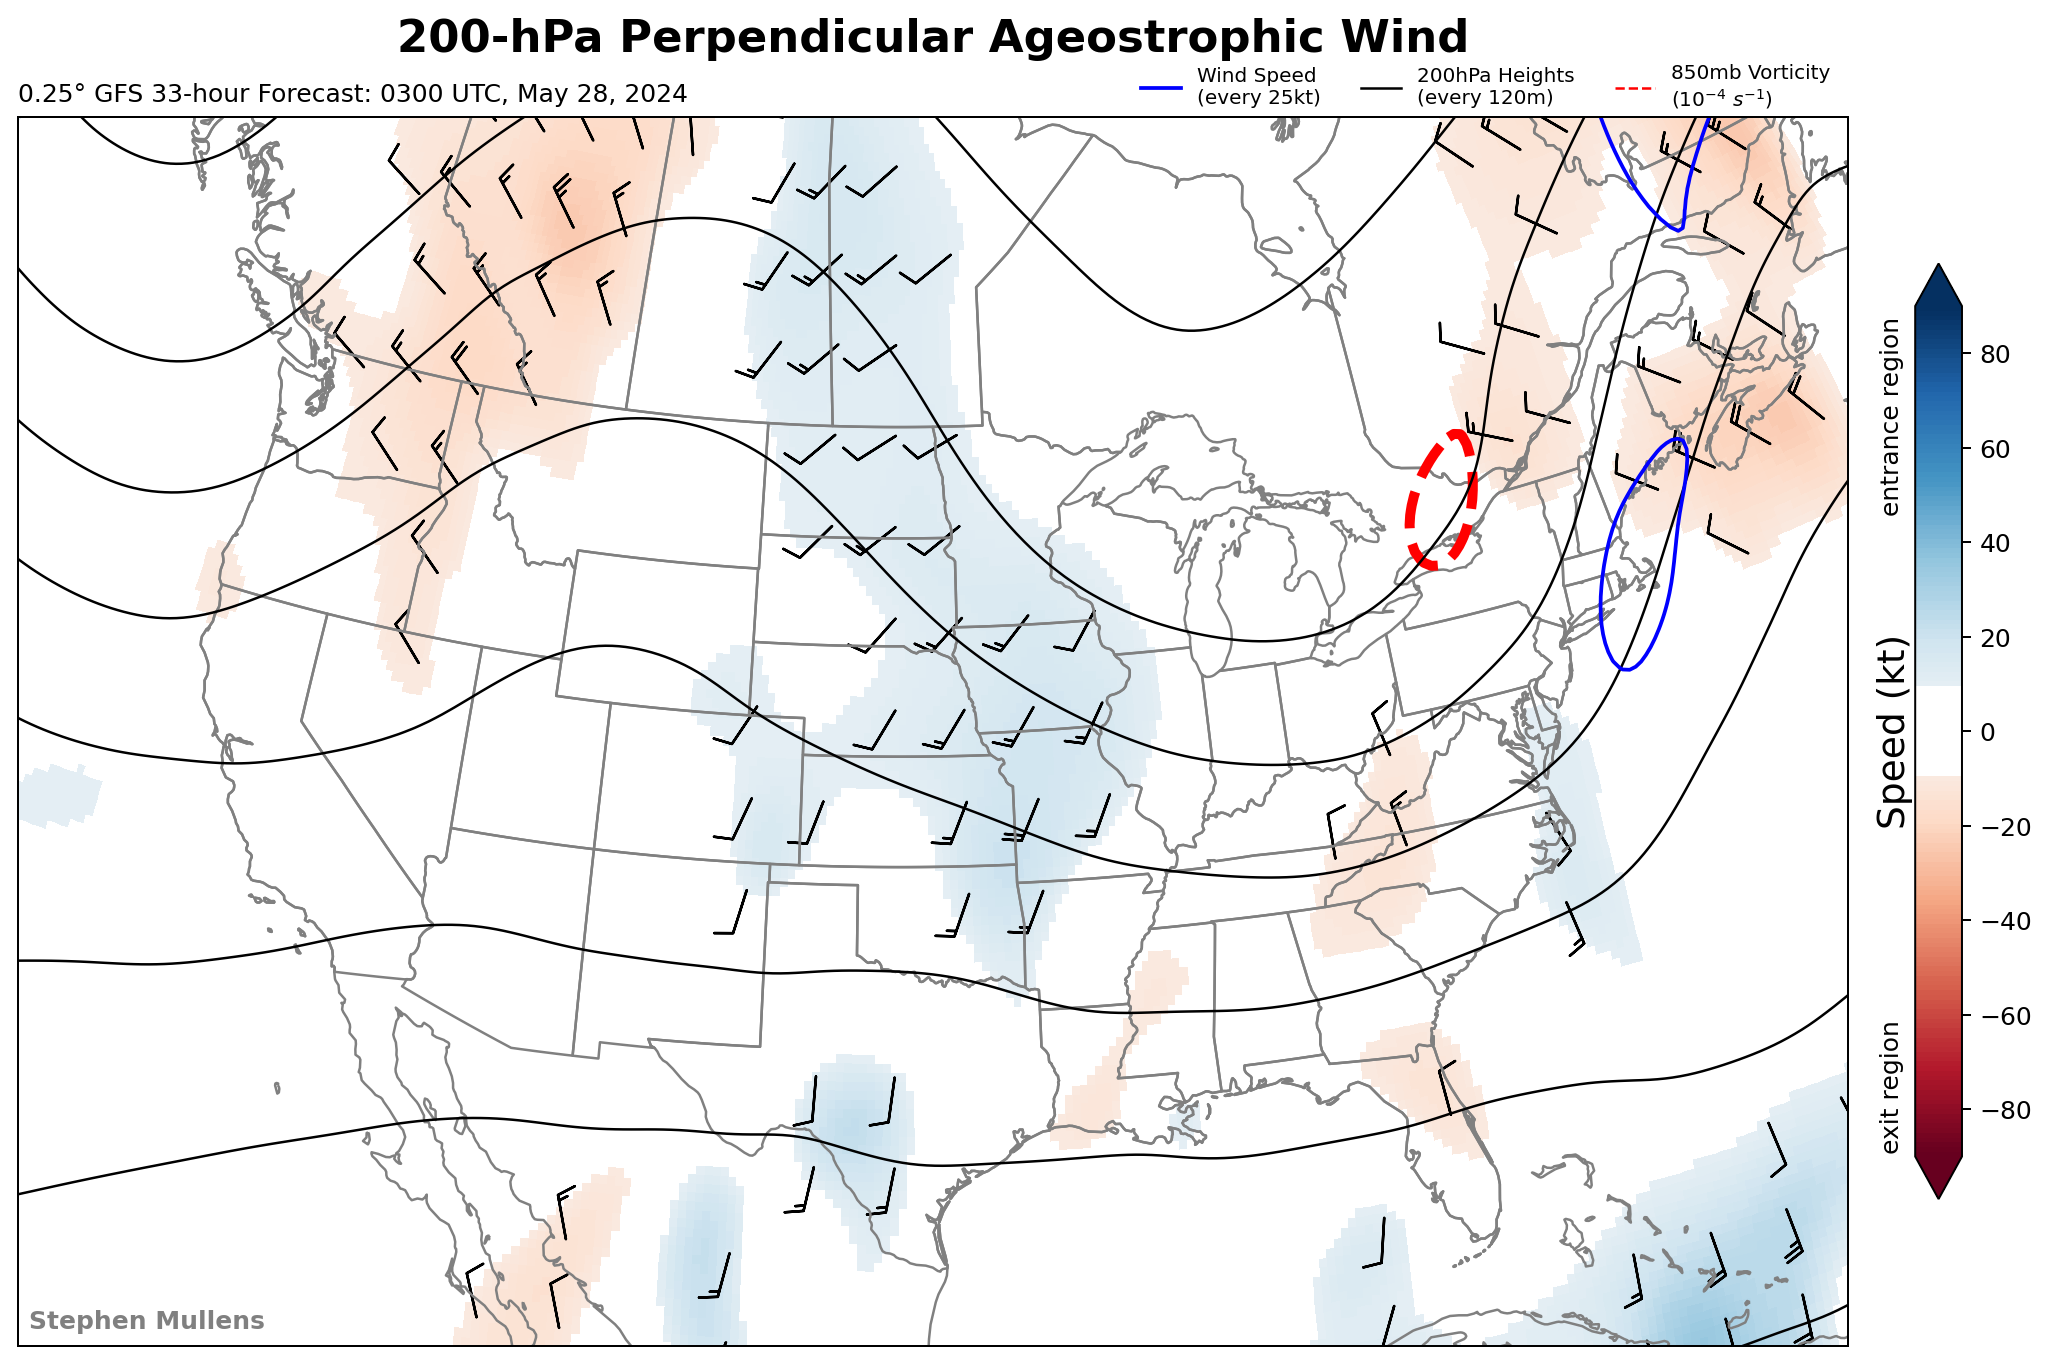 200-hPa Perpendicular Ageostrophic Wind
0.25° GFS 33-hour Forecast: 0300 UTC, May 28, 2024
Wind Speed
(every 25kt)
200hPa Heights
(every 120m)
850mb Vorticity
(10⁻⁴ s⁻¹)
entrance region
Speed (kt)
exit region
80
60
40
20
0
−20
−40
−60
−80
Stephen Mullens